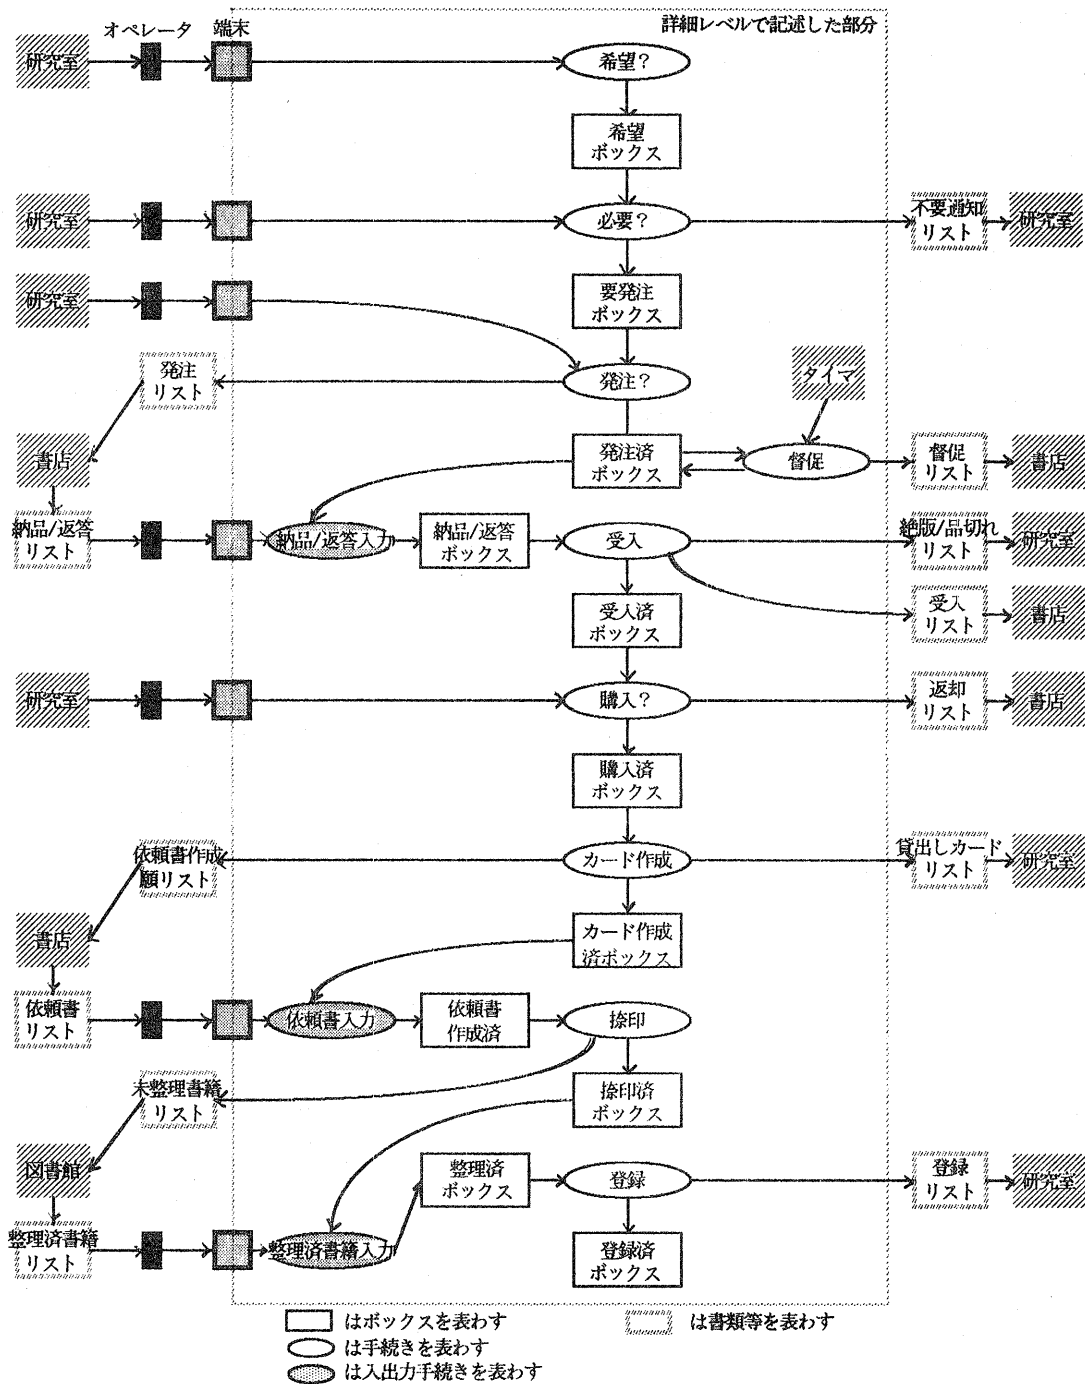 オペレータ
端末
詳細レベルで記述した部分
研究室
希望?
希望
ボックス
研究室
必要?
不要通知
リスト
研究室
研究室
要発注
ボックス
発注
リスト
発注?
タイマ
書店
発注済
ボックス
督促
督促
リスト
書店
納品/返答
リスト
納品/返答入力
納品/返答
ボックス
受入
絶版/品切れ
リスト
研究室
受入済
ボックス
受入
リスト
書店
研究室
購入?
返却
リスト
書店
購入済
ボックス
依頼書作成
願リスト
カード作成
貸出しカード
リスト
研究室
書店
カード作成
済ボックス
依頼書
リスト
依頼書入力
依頼書
作成済
捺印
未整理書籍
リスト
捺印済
ボックス
図書館
整理済
ボックス
登録
登録
リスト
研究室
整理済書籍
リスト
整理済書籍入力
登録済
ボックス
はボックスを表わす
は書類等を表わす
は手続きを表わす
は入出力手続きを表わす